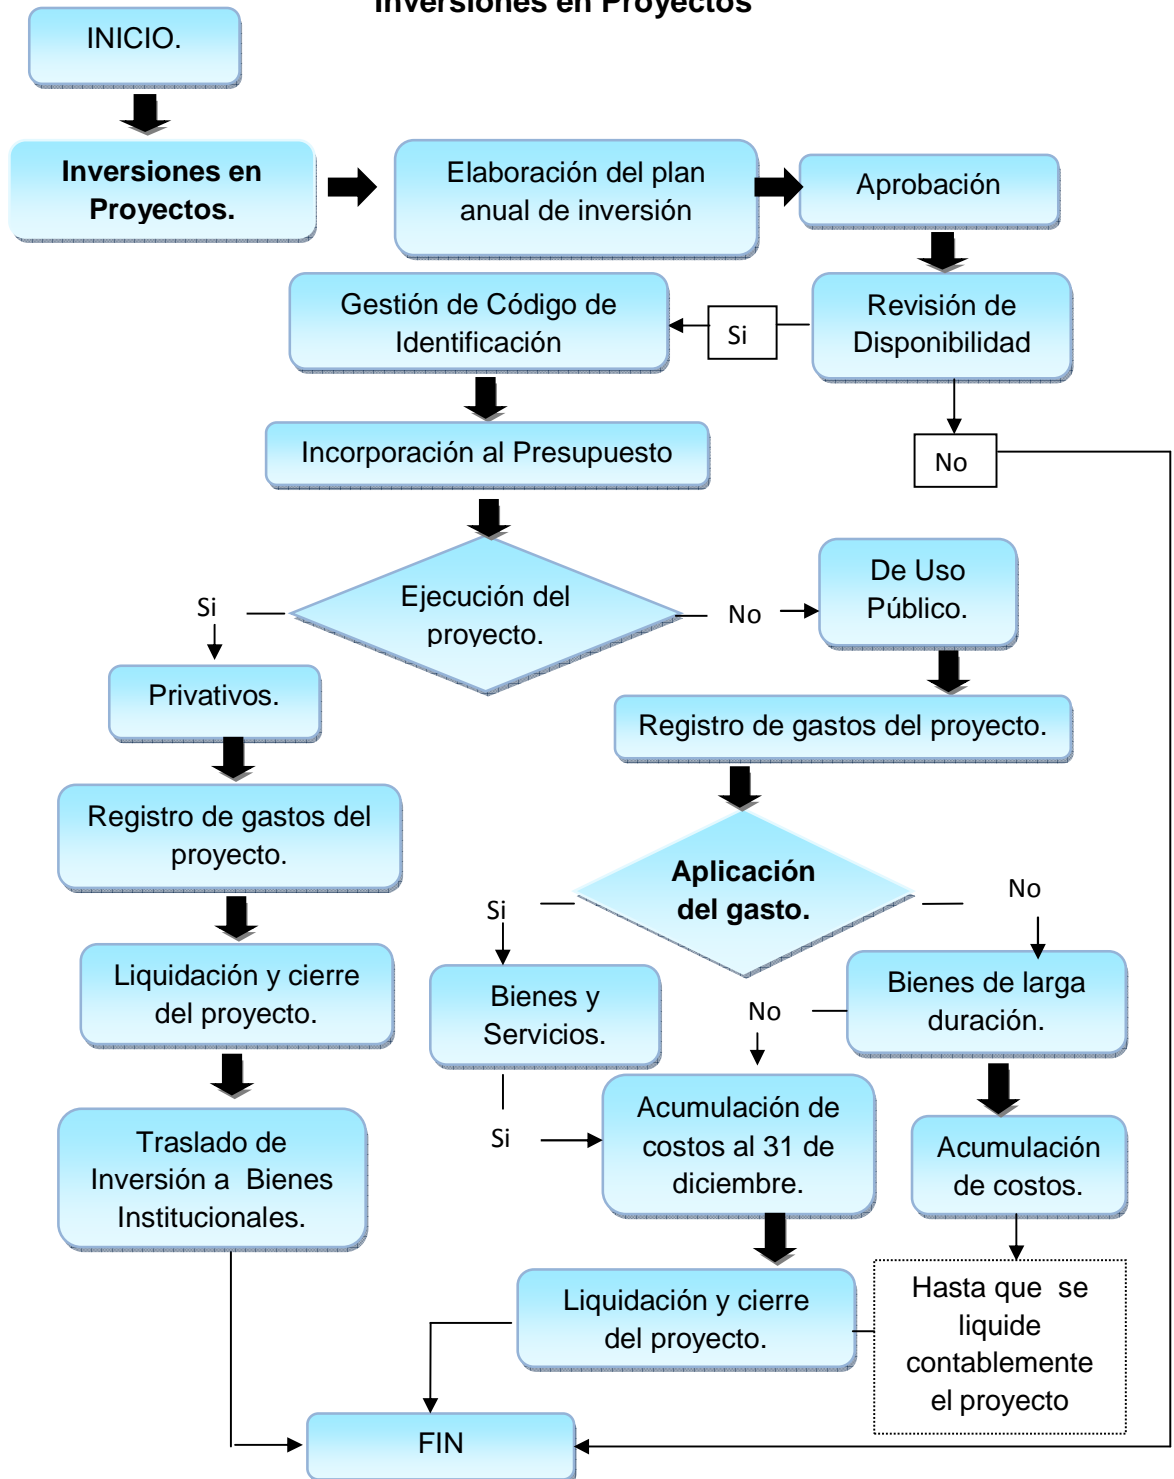 Inversiones en Proyectos
INICIO.
Inversiones en
Proyectos.
Elaboración del plan
anual de inversión
Aprobación
Gestión de Código de
Identificación
Si
Revisión de
Disponibilidad
No
Incorporación al Presupuesto
Ejecución del
proyecto.
Si
No
De Uso
Público.
Privativos.
Registro de gastos del proyecto.
Registro de gastos del
proyecto.
Aplicación
del gasto.
Si
No
Liquidación y cierre
del proyecto.
Bienes y
Servicios.
No
Bienes de larga
duración.
Si
Acumulación de
costos al 31 de
diciembre.
Acumulación
de costos.
Traslado de
Inversión a  Bienes
Institucionales.
Liquidación y cierre
del proyecto.
Hasta que  se
liquide
contablemente
el proyecto
FIN